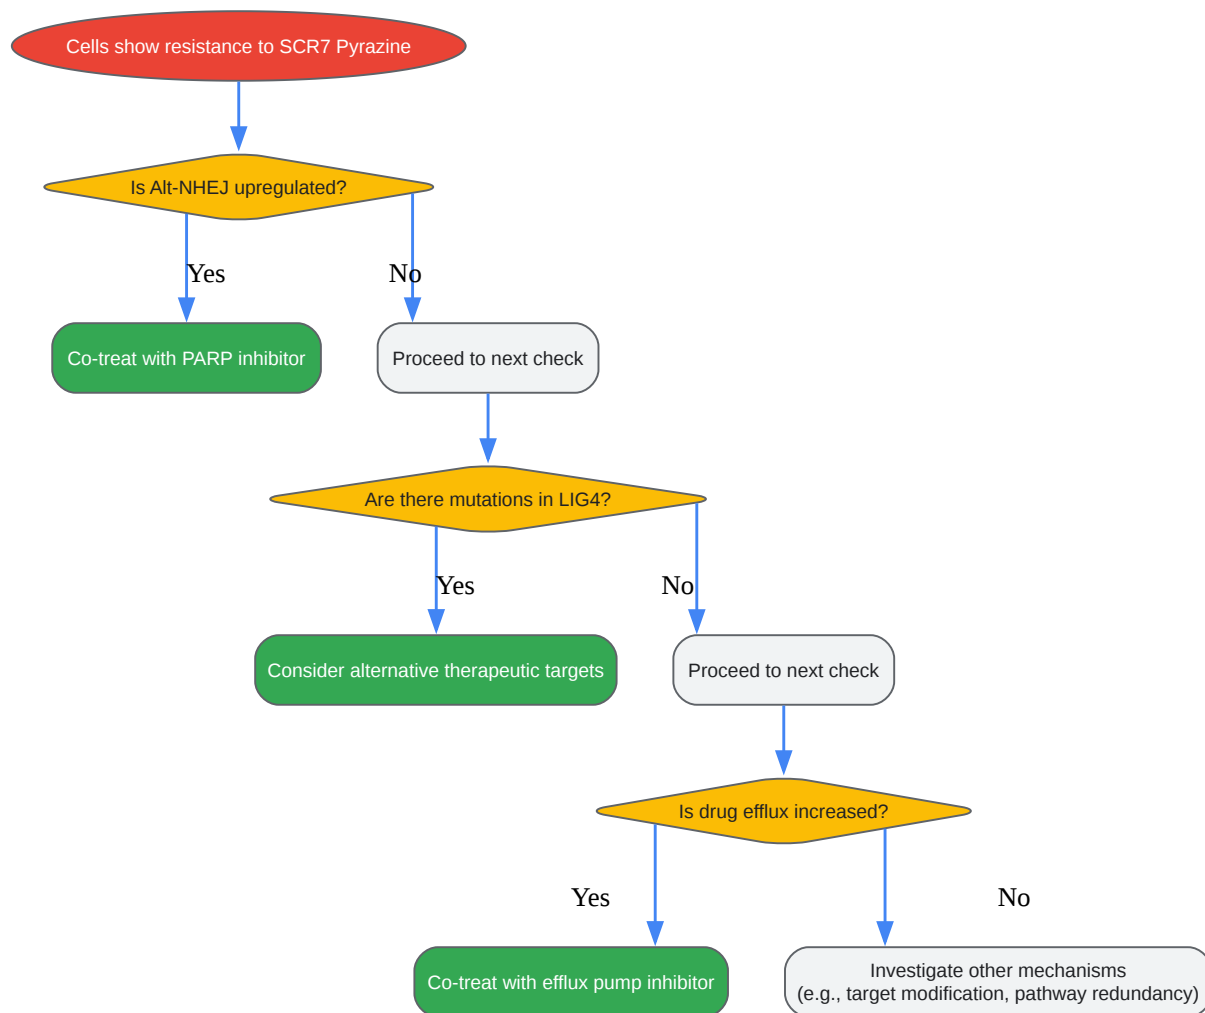 Cells show resistance to SCR7 Pyrazine
Is Alt-NHEJ upregulated?
Yes
No
Co-treat with PARP inhibitor
Proceed to next check
Are there mutations in LIG4?
Yes
No
Consider alternative therapeutic targets
Proceed to next check
Is drug efflux increased?
Yes
No
Co-treat with efflux pump inhibitor
Investigate other mechanisms
(e.g., target modification, pathway redundancy)